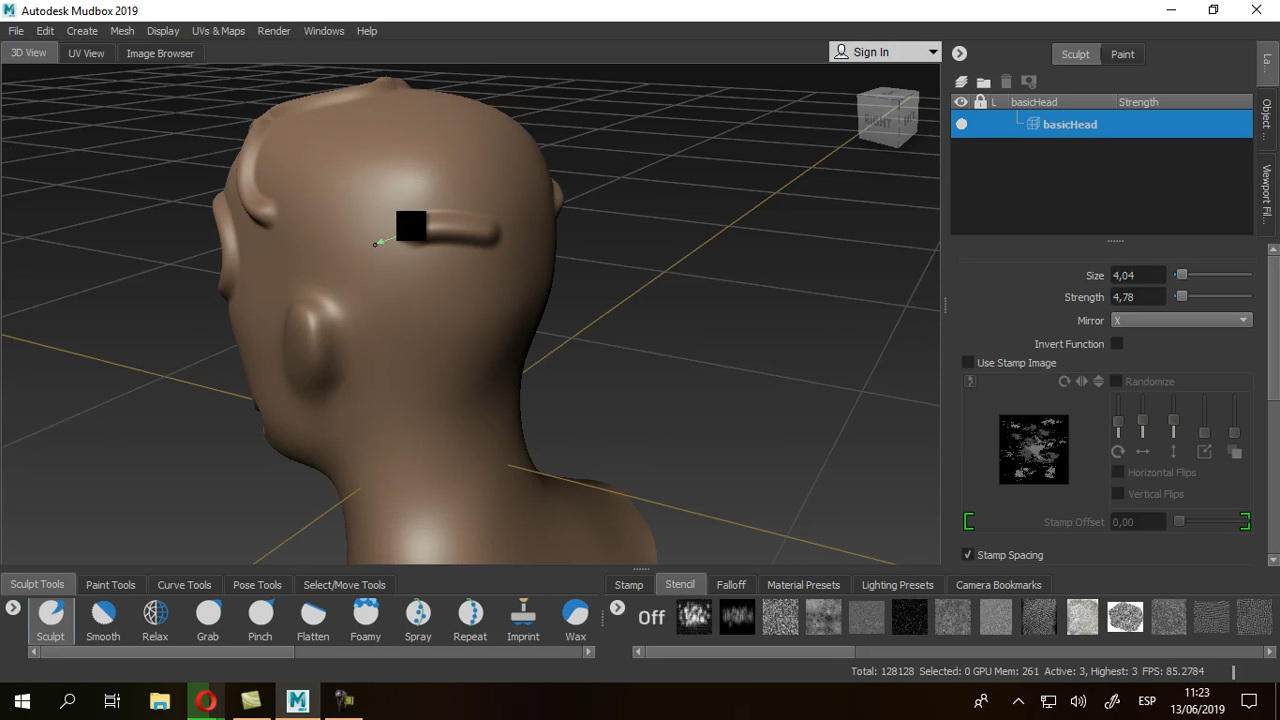 Autodesk Mudbox 2019
File Edit Create Mesh Display UVs & Maps Render Windows Help
3D View UV View Image Browser
Sign In
Sculpt Paint
L basicHead Strength
basicHead
RIGHT
La...
Object ...
Viewport Fil...
Size 4,04
Strength 4,78
Mirror X
Invert Function
Use Stamp Image
Randomize
Horizontal Flips
Vertical Flips
Stamp Offset 0,00
Stamp Spacing
Sculpt Tools Paint Tools Curve Tools Pose Tools Select/Move Tools
Stamp Stencil Falloff Material Presets Lighting Presets Camera Bookmarks
Sculpt Smooth Relax Grab Pinch Flatten Foamy Spray Repeat Imprint Wax
Off
Total: 128128 Selected: 0 GPU Mem: 261 Active: 3, Highest: 3 FPS: 85.2784
ESP
11:23
13/06/2019